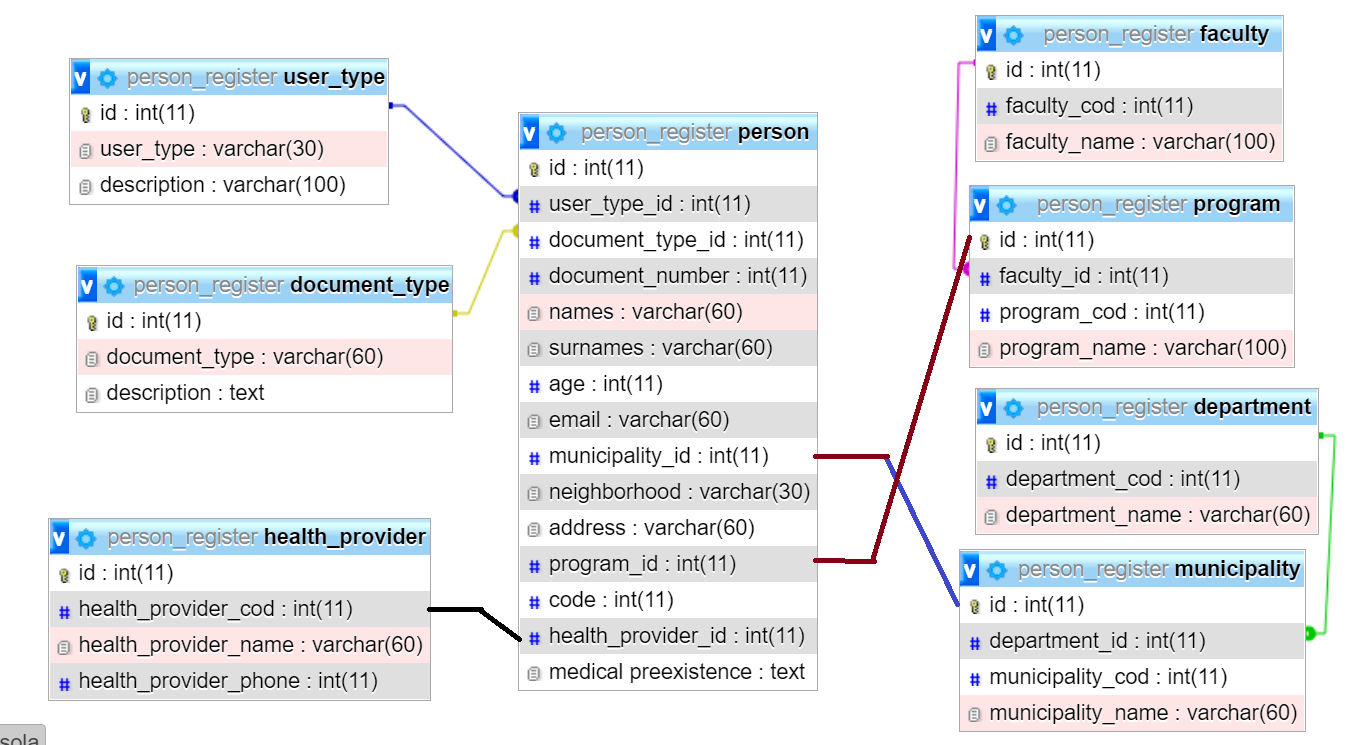 person_register user_type
id : int(11)
user_type : varchar(30)
description : varchar(100)
person_register document_type
id : int(11)
document_type : varchar(60)
description : text
person_register health_provider
id : int(11)
health_provider_cod : int(11)
health_provider_name : varchar(60)
health_provider_phone : int(11)
person_register person
id : int(11)
user_type_id : int(11)
document_type_id : int(11)
document_number : int(11)
names : varchar(60)
surnames : varchar(60)
age : int(11)
email : varchar(60)
municipality_id : int(11)
neighborhood : varchar(30)
address : varchar(60)
program_id : int(11)
code : int(11)
health_provider_id : int(11)
medical preexistence : text
person_register faculty
id : int(11)
faculty_cod : int(11)
faculty_name : varchar(100)
person_register program
id : int(11)
faculty_id : int(11)
program_cod : int(11)
program_name : varchar(100)
person_register department
id : int(11)
department_cod : int(11)
department_name : varchar(60)
person_register municipality
id : int(11)
department_id : int(11)
municipality_cod : int(11)
municipality_name : varchar(60)
sola